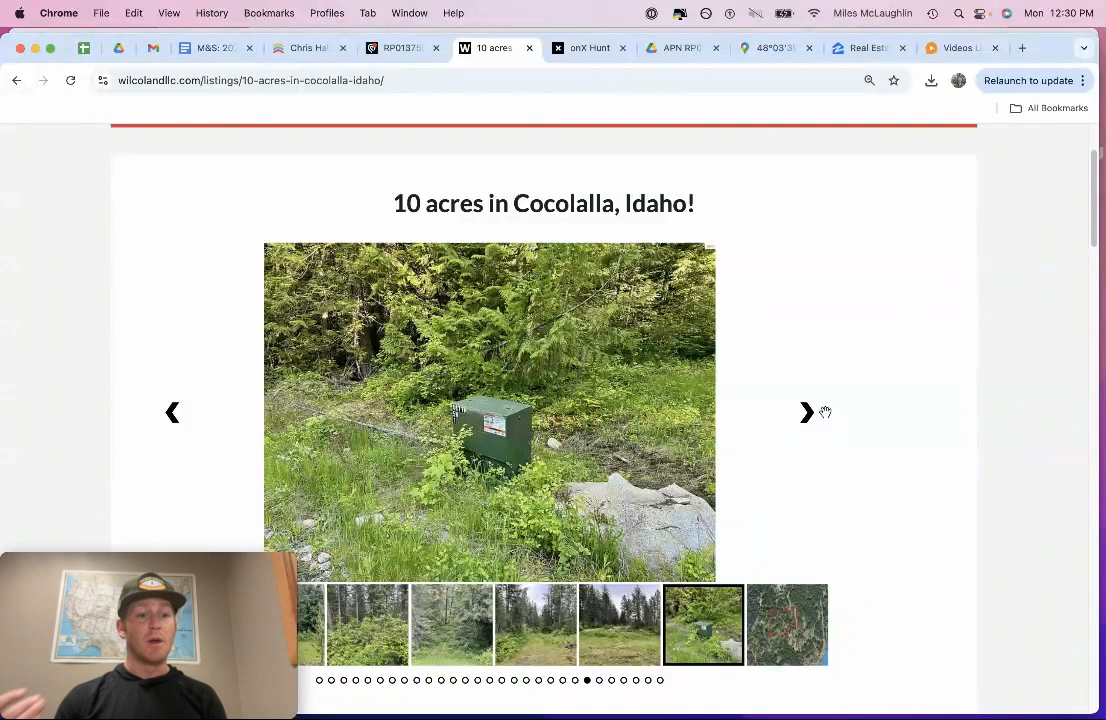 Chrome File Edit View History Bookmarks Profiles Tab Window Help Miles McLaughlin Mon 12:30 PM
M&S: 20 Chris Ha RP0137 10 acres onX Hunt APN RP0 48°03'3 Real Est Videos U
wilcolandllc.com/listings/10-acres-in-cocolalla-idaho/ Relaunch to update
All Bookmarks
10 acres in Cocolalla, Idaho!